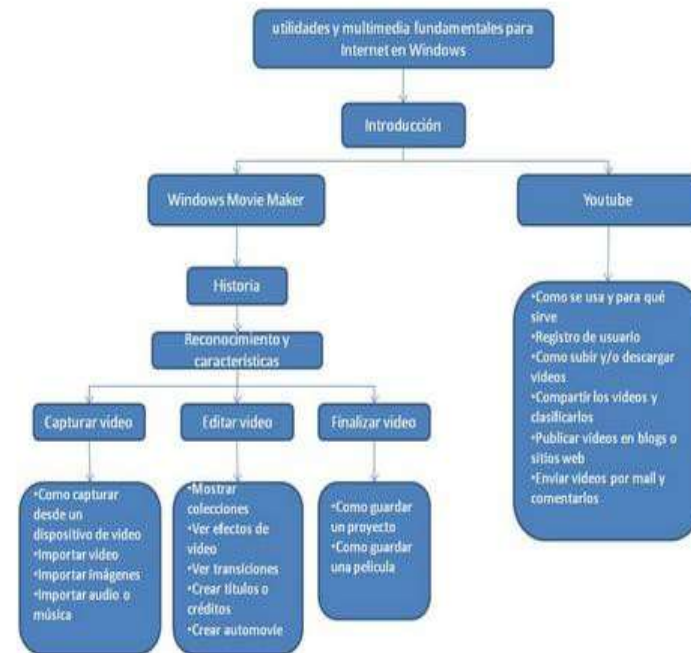 utilidades y multimedia fundamentales para
Internet en Windows
Introducción
Windows Movie Maker
Youtube
Historia
Reconocimiento y
características
Capturar video
Editar video
Finalizar video
•Como capturar
desde un
dispositivo de video
•Importar video
•Importar imágenes
•Importar audio o
música
•Mostrar
colecciones
•Ver efectos de
video
•Ver transiciones
•Crear títulos o
créditos
•Crear automovie
•Como guardar
un proyecto
•Como guardar
una pelicula
•Como se usa y para qué
sirve
•Registro de usuario
•Como subir y/o descargar
videos
•Compartir los videos y
clasificarlos
•Publicar videos en blogs o
sitios web
•Enviar videos por mail y
comentarlos